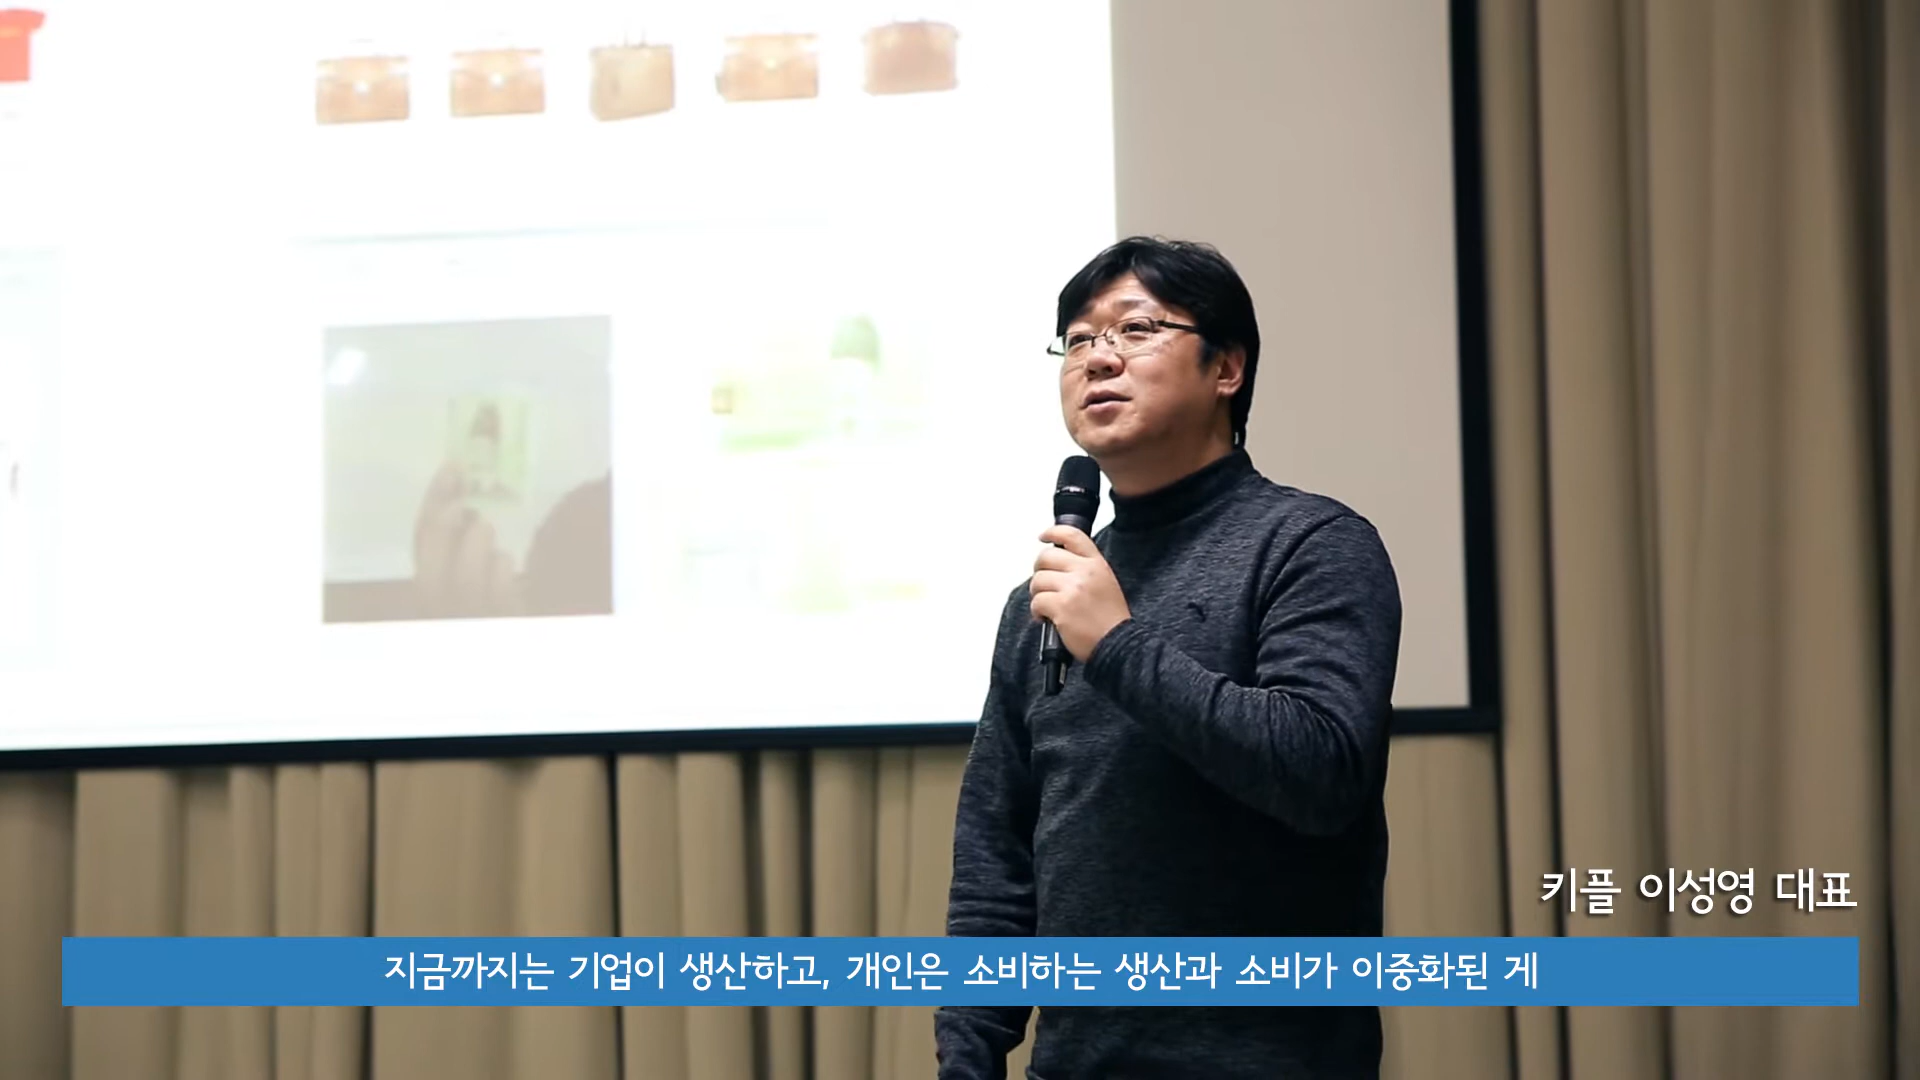 키플 이성영 대표
지금까지는 기업이 생산하고, 개인은 소비하는 생산과 소비가 이중화된 게